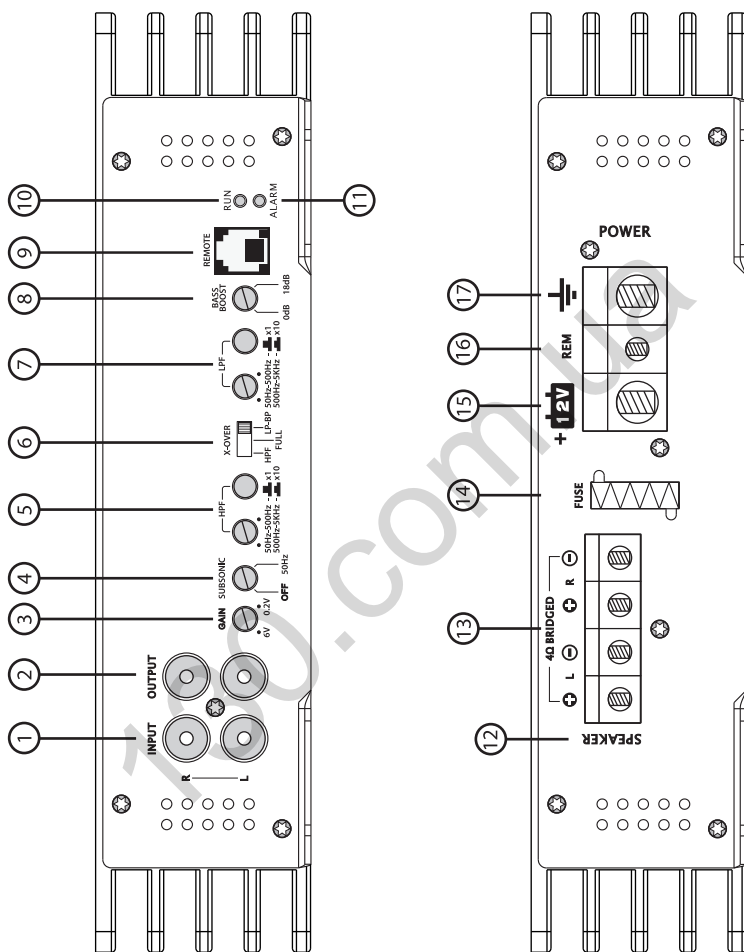 1
2
3
4
5
6
7
8
9
10
11
INPUT
OUTPUT
R
L
GAIN
6V
0.2V
SUBSONIC
OFF
50Hz
HPF
50Hz-500Hz - x1
500Hz-5KHz - x10
X-OVER
HPF
FULL
LP-BP
LPF
50Hz-500Hz - x1
500Hz-5KHz - x10
BASS
BOOST
0dB
18dB
REMOTE
RUN
ALARM
12
13
14
15
16
17
SPEAKER
4Ω BRIDGED
+ L − + R −
FUSE
+ 12V
REM
POWER
130.com.ua